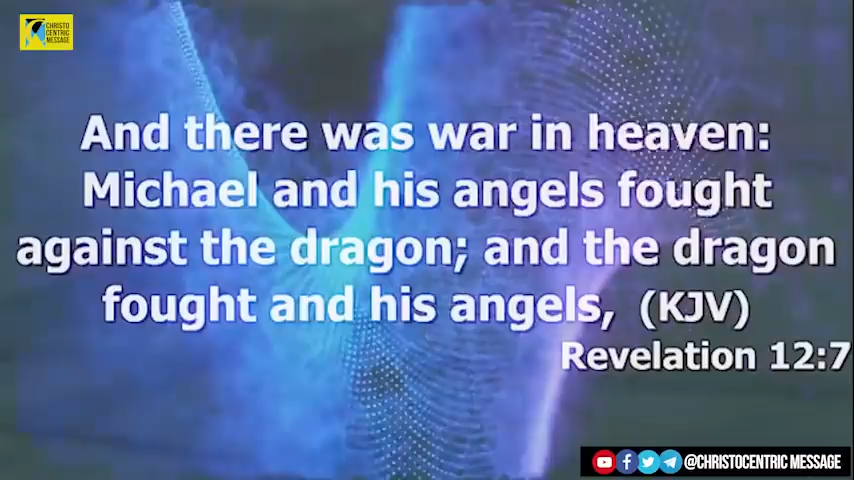 CHRISTO
CENTRIC
MESSAGE
And there was war in heaven:
Michael and his angels fought
against the dragon; and the dragon
fought and his angels, (KJV)
Revelation 12:7
@CHRISTOCENTRIC MESSAGE